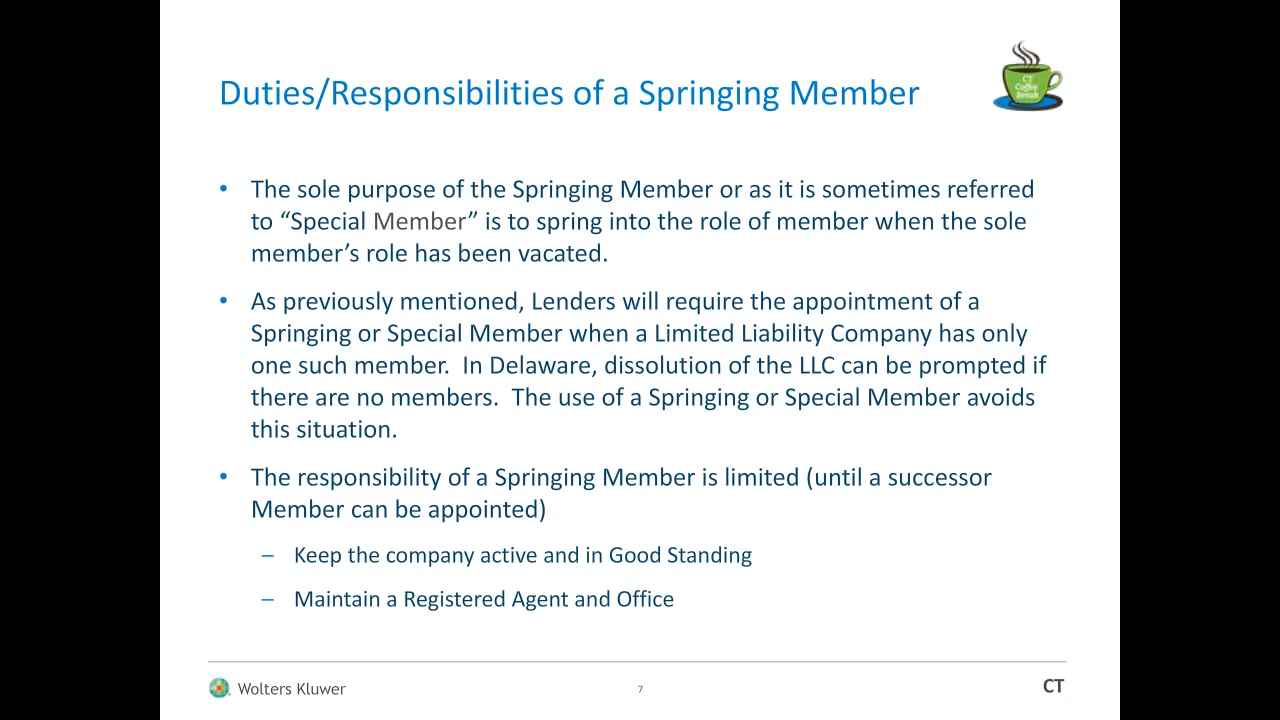 Duties/Responsibilities of a Springing Member
CT
Coffee
Break
• The sole purpose of the Springing Member or as it is sometimes referred
to “Special Member” is to spring into the role of member when the sole
member’s role has been vacated.
• As previously mentioned, Lenders will require the appointment of a
Springing or Special Member when a Limited Liability Company has only
one such member.  In Delaware, dissolution of the LLC can be prompted if
there are no members.  The use of a Springing or Special Member avoids
this situation.
• The responsibility of a Springing Member is limited (until a successor
Member can be appointed)
– Keep the company active and in Good Standing
– Maintain a Registered Agent and Office
Wolters Kluwer
7
CT